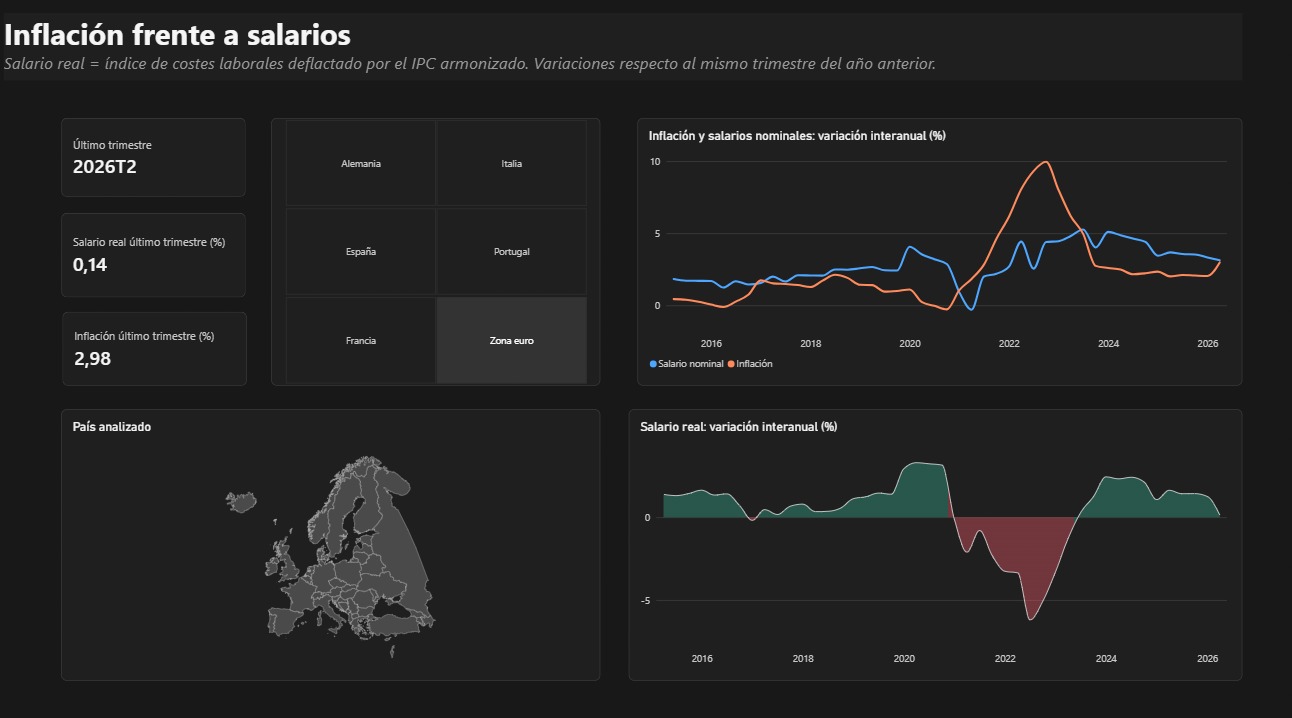 Inflación frente a salarios
Salario real = índice de costes laborales deflactado por el IPC armonizado. Variaciones respecto al mismo trimestre del año anterior.
Último trimestre
2026T2
Salario real último trimestre (%)
0,14
Inflación último trimestre (%)
2,98
Alemania
Italia
España
Portugal
Francia
Zona euro
Inflación y salarios nominales: variación interanual (%)
10
5
0
2016
2018
2020
2022
2024
2026
Salario nominal
Inflación
País analizado
Salario real: variación interanual (%)
0
-5
2016
2018
2020
2022
2024
2026